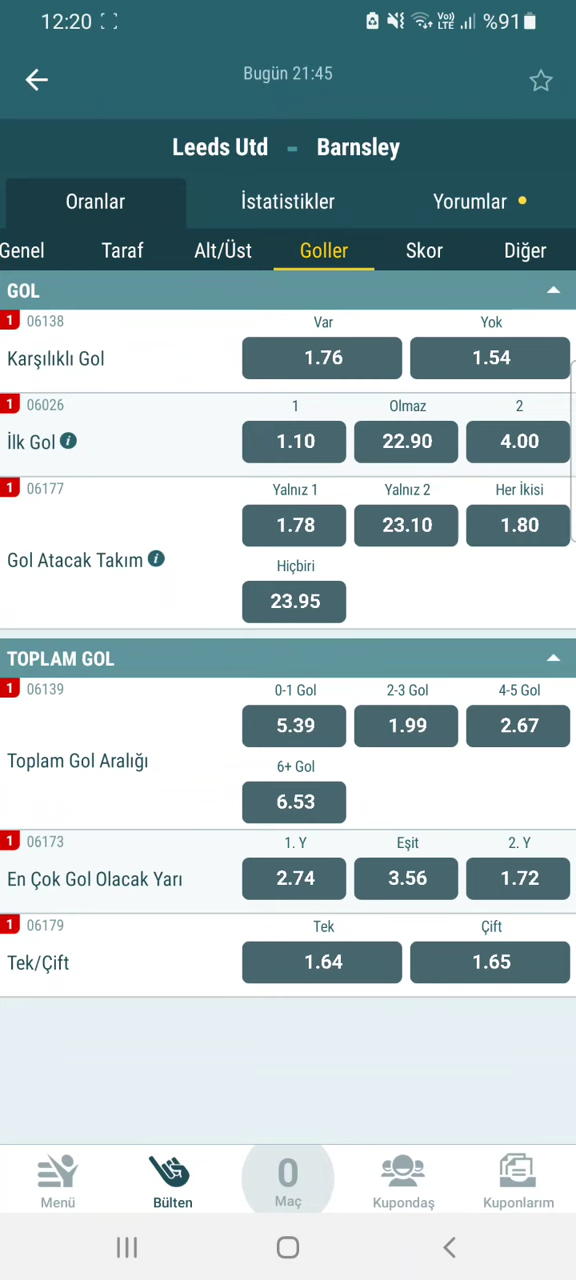 12:20 Vo)) LTE %91
Bugün 21:45
Leeds Utd - Barnsley
Oranlar İstatistikler Yorumlar
Genel Taraf Alt/Üst Goller Skor Diğer
GOL
1 06138 Var Yok
Karşılıklı Gol 1.76 1.54
1 06026 1 Olmaz 2
İlk Gol i 1.10 22.90 4.00
1 06177 Yalnız 1 Yalnız 2 Her İkisi
1.78 23.10 1.80
Gol Atacak Takım i Hiçbiri
23.95
TOPLAM GOL
1 06139 0-1 Gol 2-3 Gol 4-5 Gol
5.39 1.99 2.67
Toplam Gol Aralığı 6+ Gol
6.53
1 06173 1. Y Eşit 2. Y
En Çok Gol Olacak Yarı 2.74 3.56 1.72
1 06179 Tek Çift
Tek/Çift 1.64 1.65
0
Menü Bülten Maç Kupondaş Kuponlarım